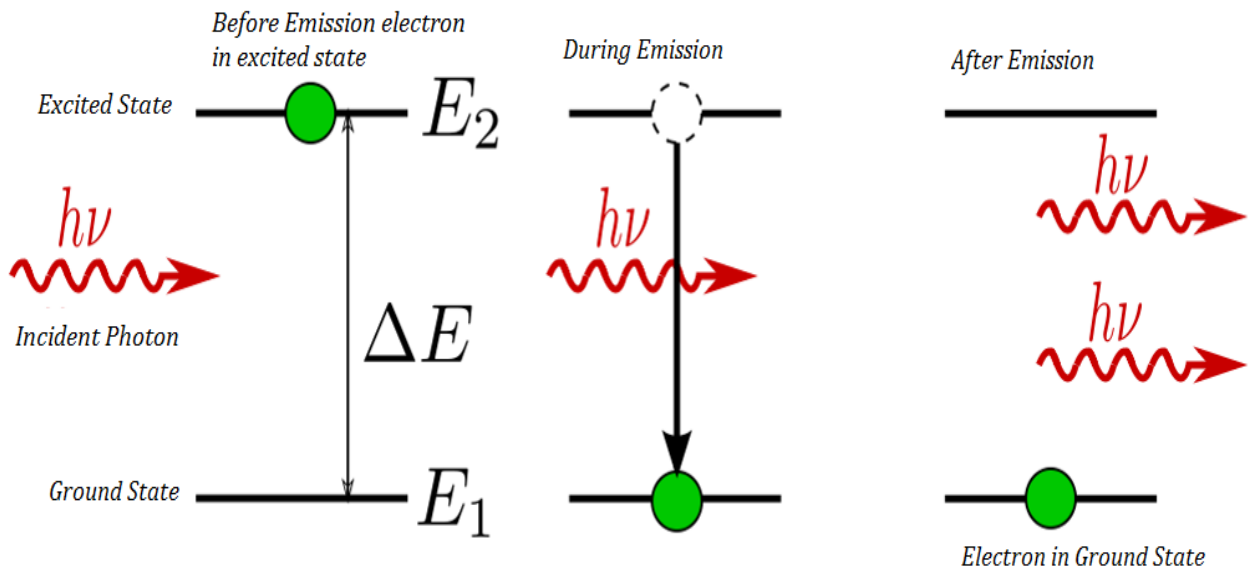 Before Emission electron
in excited state
During Emission
After Emission
Excited State
E₂
hν
hν
hν
Incident Photon
ΔE
hν
Ground State
E₁
Electron in Ground State